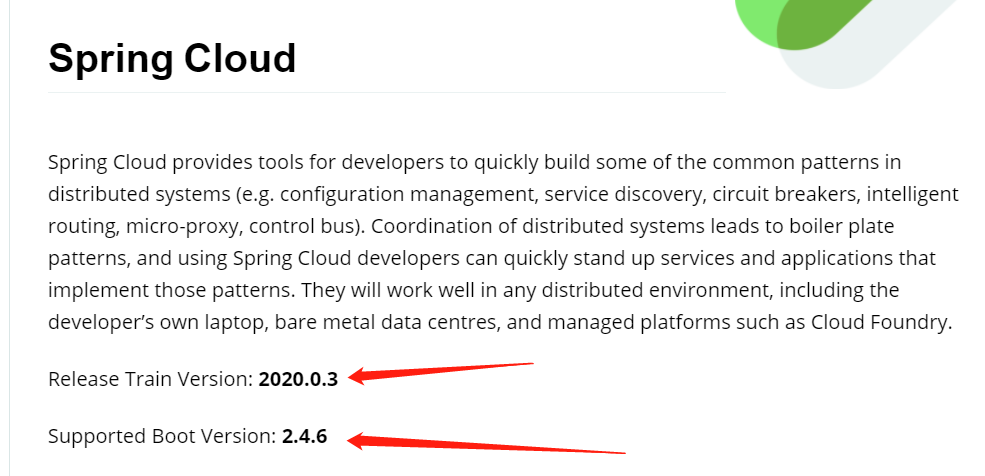 Spring Cloud
Spring Cloud provides tools for developers to quickly build some of the common patterns in
distributed systems (e.g. configuration management, service discovery, circuit breakers, intelligent
routing, micro-proxy, control bus). Coordination of distributed systems leads to boiler plate
patterns, and using Spring Cloud developers can quickly stand up services and applications that
implement those patterns. They will work well in any distributed environment, including the
developer’s own laptop, bare metal data centres, and managed platforms such as Cloud Foundry.
Release Train Version: 2020.0.3
Supported Boot Version: 2.4.6